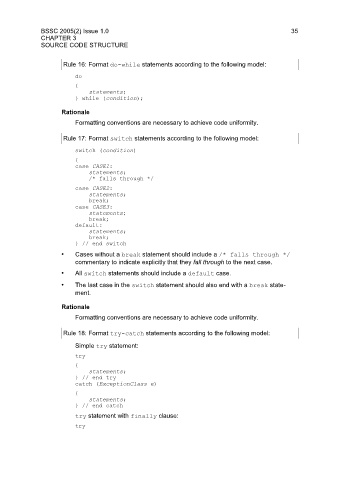 BSSC 2005(2) Issue 1.0 35
CHAPTER 3
SOURCE CODE STRUCTURE
Rule 16: Format do-while statements according to the following model:
do
{
statements;
} while (condition);
Rationale
Formatting conventions are necessary to achieve code uniformity.
Rule 17: Format switch statements according to the following model:
switch (condition)
{
case CASE1:
statements;
/* falls through */
case CASE2:
statements;
break;
case CASE3:
statements;
break;
default:
statements;
break;
} // end switch
• Cases without a break statement should include a /* falls through */
commentary to indicate explicitly that they fall through to the next case.
• All switch statements should include a default case.
• The last case in the switch statement should also end with a break state-
ment.
Rationale
Formatting conventions are necessary to achieve code uniformity.
Rule 18: Format try-catch statements according to the following model:
Simple try statement:
try
{
statements;
} // end try
catch (ExceptionClass e)
{
statements;
} // end catch
try statement with finally clause:
try